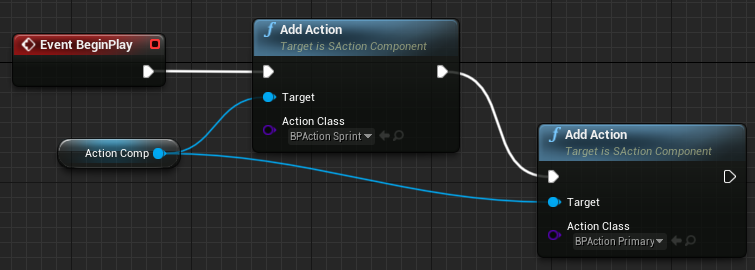 Event BeginPlay
Add Action
Target is SAction Component
Target
Action Class
BPAction Sprint
Action Comp
Add Action
Target is SAction Component
Target
Action Class
BPAction Primary